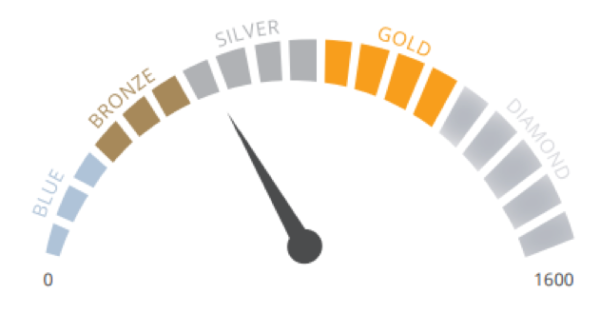 BLUE
BRONZE
SILVER
GOLD
DIAMOND
0
1600